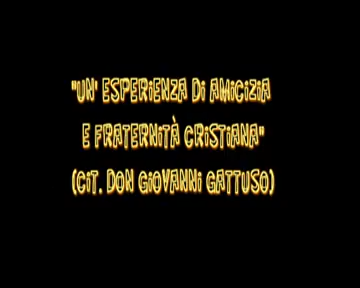 "UN' ESPERIENZA DI AMICIZIA
E FRATERNITÀ CRISTIANA"
(CIT. DON GIOVANNI GATTUSO)